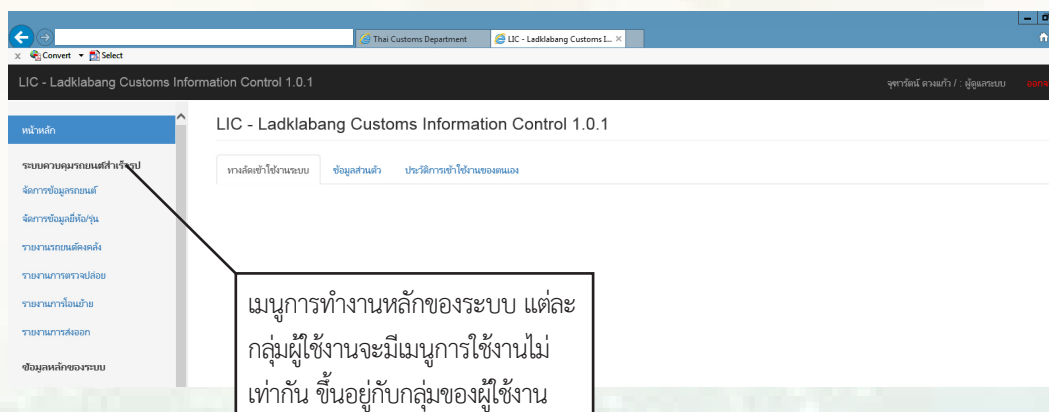 Thai Customs Department
LIC - Ladklabang Customs I...
x Convert Select
LIC - Ladklabang Customs Information Control 1.0.1
จุฑารัตน์ ดวงแก้ว / : ผู้ดูแลระบบ
หน้าหลัก
LIC - Ladklabang Customs Information Control 1.0.1
ระบบควบคุมรถยนต์สำเร็จรูป
ทางลัดเข้าใช้งานระบบ ข้อมูลส่วนตัว ประวัติการเข้าใช้งานของตนเอง
จัดการข้อมูลรถยนต์
จัดการข้อมูลยี่ห้อ/รุ่น
รายงานรถยนต์คงคลัง
รายงานการตรวจปล่อย
รายงานการโอนย้าย
รายงานการส่งออก
ข้อมูลหลักของระบบ
เมนูการทำงานหลักของระบบ แต่ละ
กลุ่มผู้ใช้งานจะมีเมนูการใช้งานไม่
เท่ากัน ขึ้นอยู่กับกลุ่มของผู้ใช้งาน